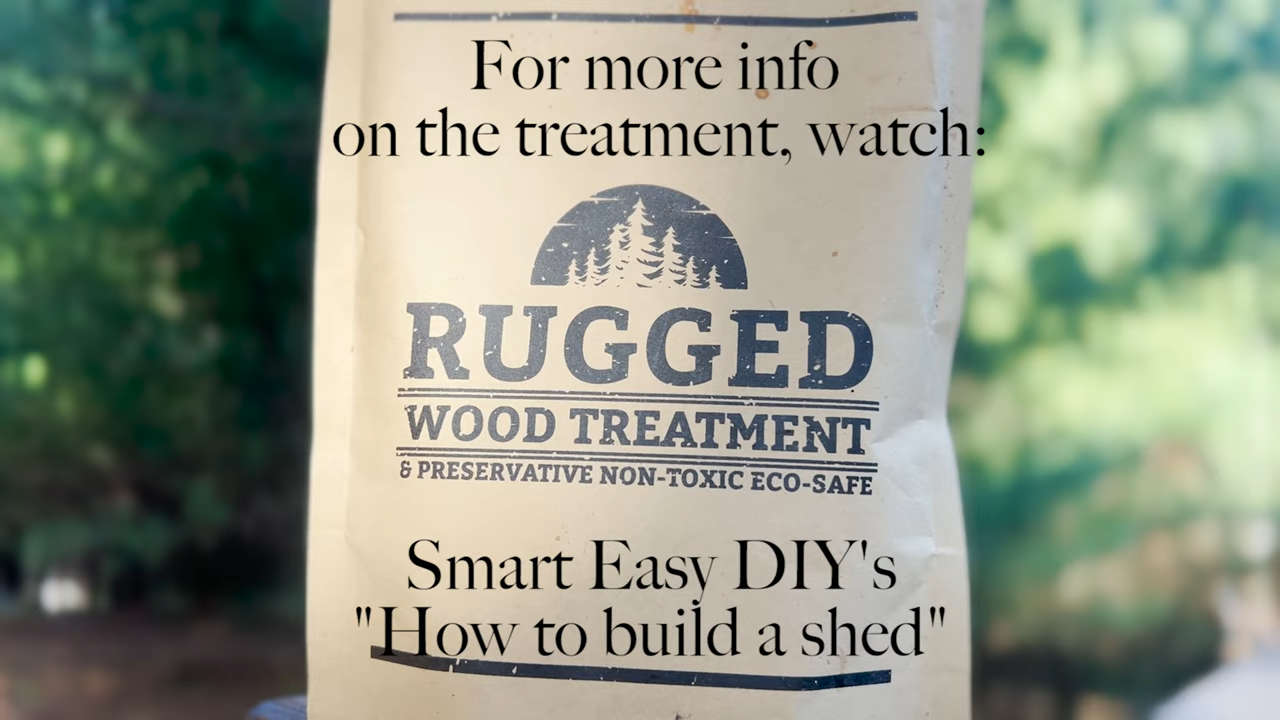 For more info
on the treatment, watch:
RUGGED
WOOD TREATMENT
& PRESERVATIVE NON-TOXIC ECO-SAFE
Smart Easy DIY's
"How to build a shed"